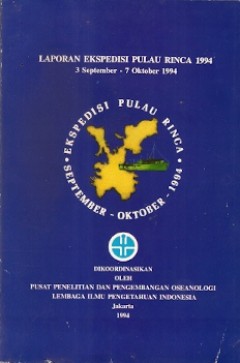 LAPORAN EKSPEDISI PULAU RINCA 1994
3 September - 7 Oktober 1994
EKSPEDISI PULAU RINCA
SEPTEMBER - OKTOBER - 1994
DIKOORDINASIKAN
OLEH
PUSAT PENELITIAN DAN PENGEMBANGAN OSEANOLOGI
LEMBAGA ILMU PENGETAHUAN INDONESIA
Jakarta
1994